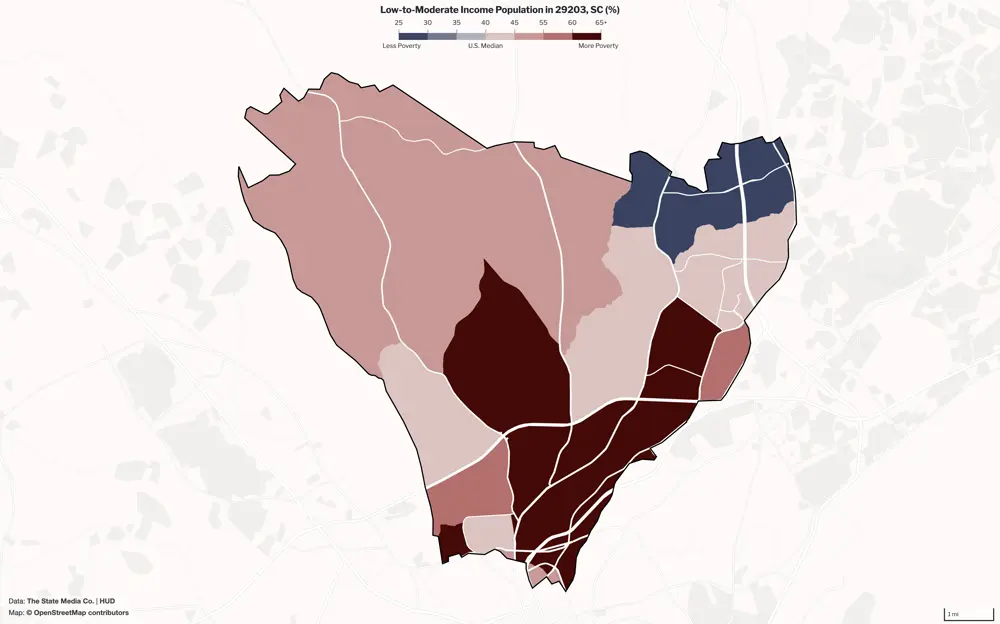 Low-to-Moderate Income Population in 29203, SC (%)
25 30 35 40 45 55 60 65+
Less Poverty U.S. Median More Poverty
Data: The State Media Co. | HUD
Map: © OpenStreetMap contributors
1 mi